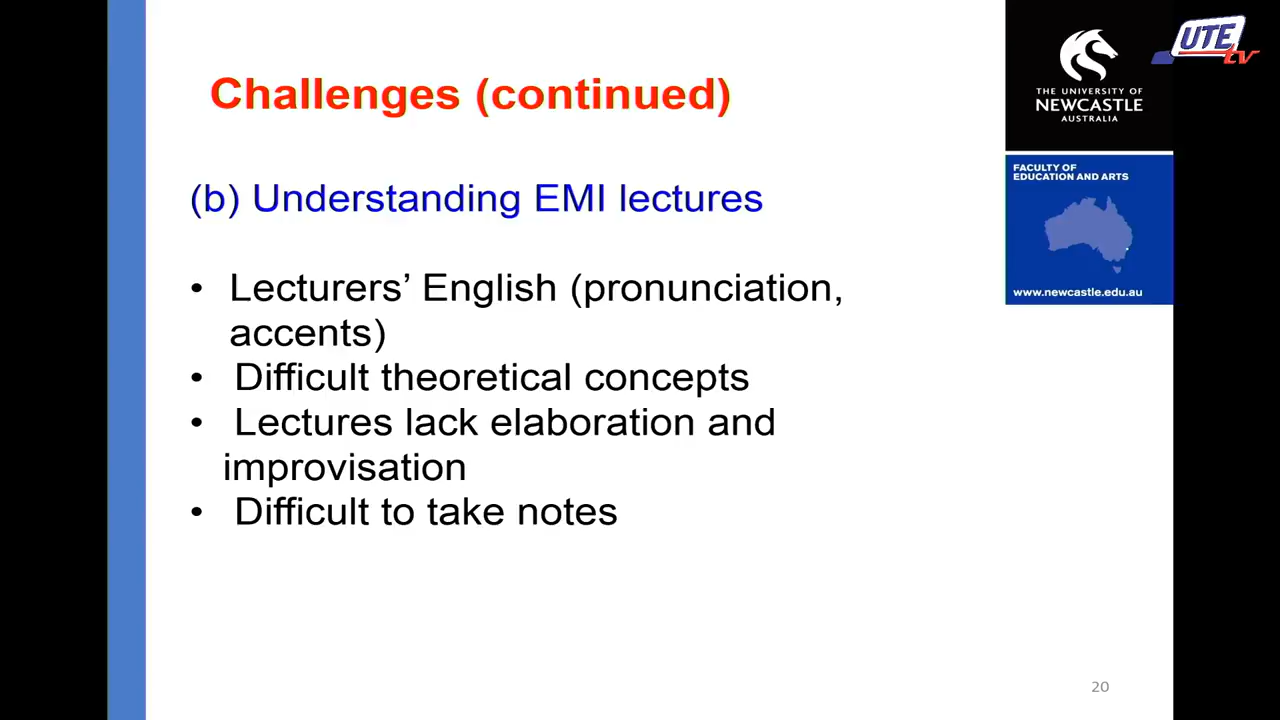 UTE
tv
THE UNIVERSITY OF
NEWCASTLE
AUSTRALIA
FACULTY OF
EDUCATION AND ARTS
www.newcastle.edu.au
Challenges (continued)
(b) Understanding EMI lectures
• Lecturers’ English (pronunciation,
accents)
• Difficult theoretical concepts
• Lectures lack elaboration and
improvisation
• Difficult to take notes
20